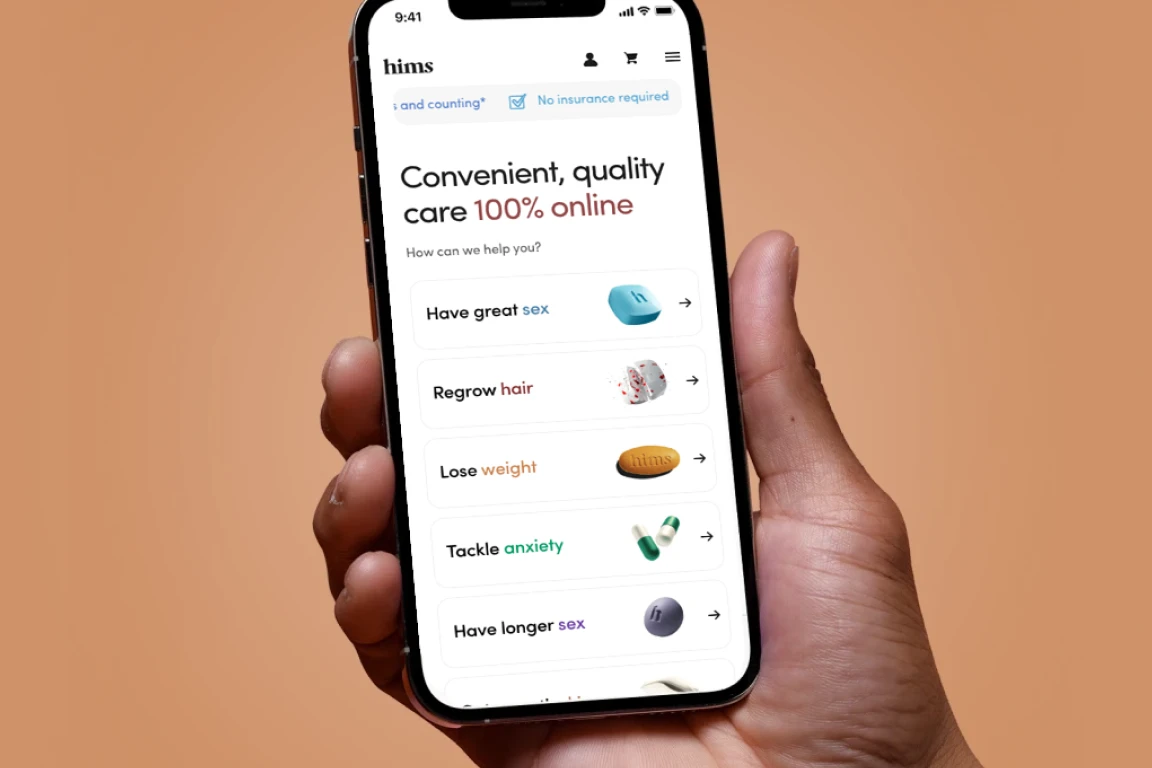 9:41
hims
s and counting* No insurance required
Convenient, quality
care 100% online
How can we help you?
Have great sex
h
Regrow hair
Lose weight
hims
Tackle anxiety
Have longer sex
h